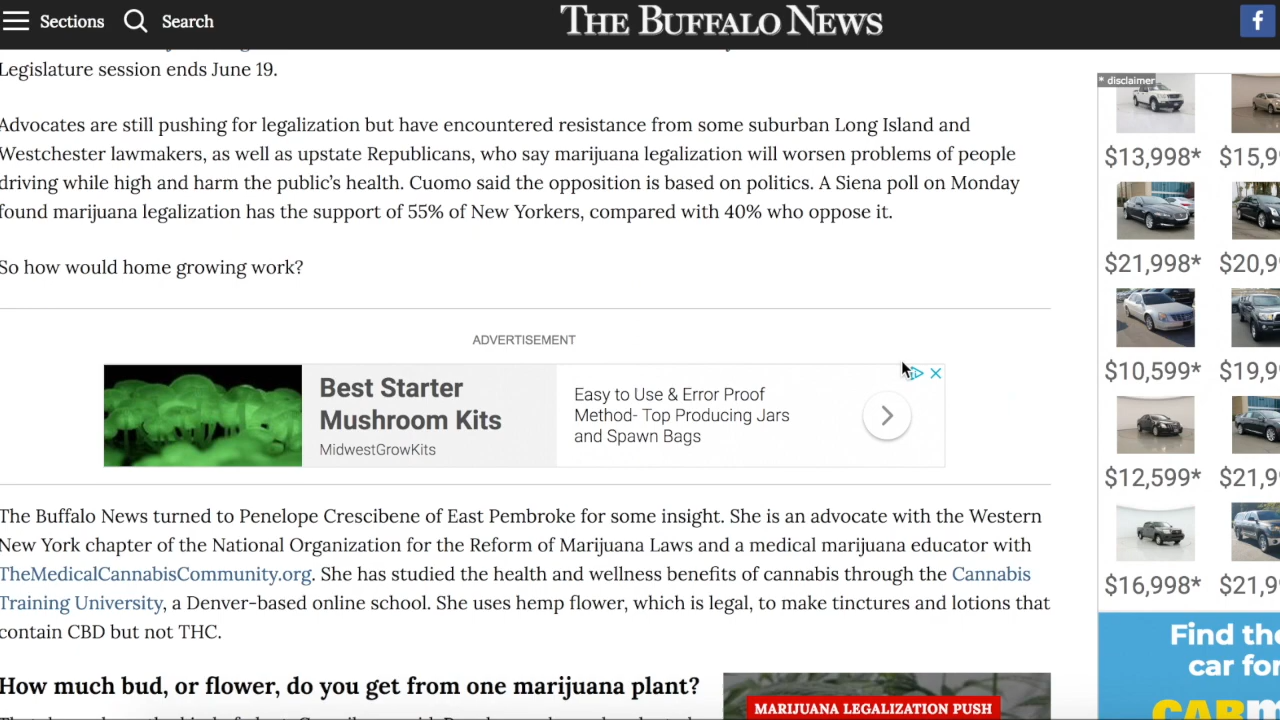 Sections
Search
THE BUFFALO NEWS
f
Legislature session ends June 19.
Advocates are still pushing for legalization but have encountered resistance from some suburban Long Island and
Westchester lawmakers, as well as upstate Republicans, who say marijuana legalization will worsen problems of people
driving while high and harm the public’s health. Cuomo said the opposition is based on politics. A Siena poll on Monday
found marijuana legalization has the support of 55% of New Yorkers, compared with 40% who oppose it.
So how would home growing work?
ADVERTISEMENT
Best Starter
Mushroom Kits
MidwestGrowKits
Easy to Use & Error Proof
Method- Top Producing Jars
and Spawn Bags
The Buffalo News turned to Penelope Crescibene of East Pembroke for some insight. She is an advocate with the Western
New York chapter of the National Organization for the Reform of Marijuana Laws and a medical marijuana educator with
TheMedicalCannabisCommunity.org. She has studied the health and wellness benefits of cannabis through the Cannabis
Training University, a Denver-based online school. She uses hemp flower, which is legal, to make tinctures and lotions that
contain CBD but not THC.
How much bud, or flower, do you get from one marijuana plant?
MARIJUANA LEGALIZATION PUSH
* disclaimer
$13,998* $15,9
$21,998* $20,9
$10,599* $19,9
$12,599* $21,9
$16,998* $21,9
Find the
car for